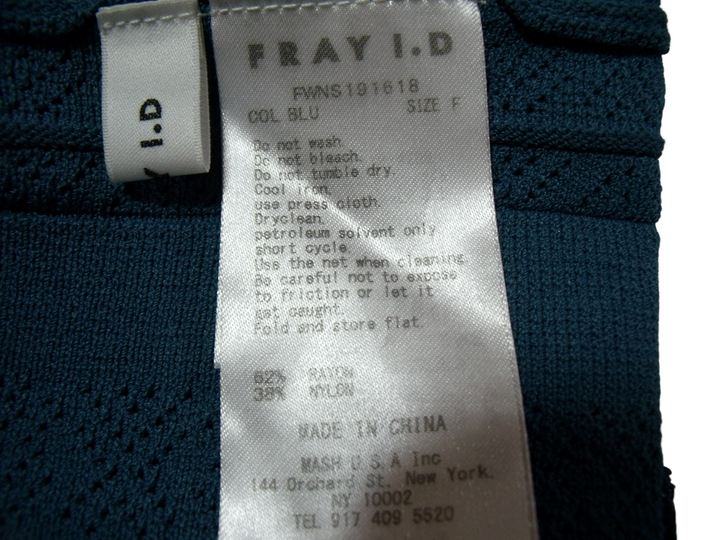 FRAY I.D
Y I.D
FWNS191618
COL BLU SIZE F
Do not wash.
Do not bleach.
Do not tumble dry.
Cool iron.
use press cloth.
Dryclean.
petroleum solvent only
short cycle.
Use the net when cleaning.
Be careful not to expose
to friction or let it
get caught.
Fold and store flat.
62% RAYON
38% NYLON
MADE IN CHINA
MASH U S A Inc
144 Orchard St. New York.
NY 10002
TEL 917 409 5520